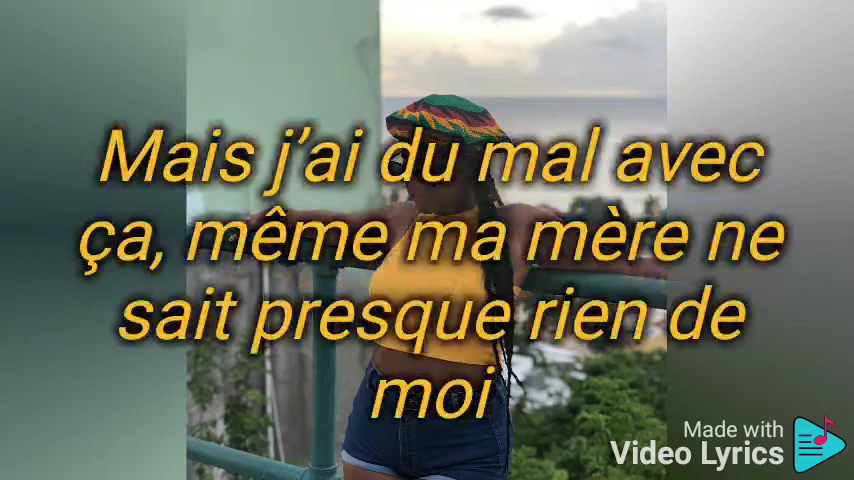 Mais j’ai du mal avec
ça, même ma mère ne
sait presque rien de
moi
Made with
Video Lyrics